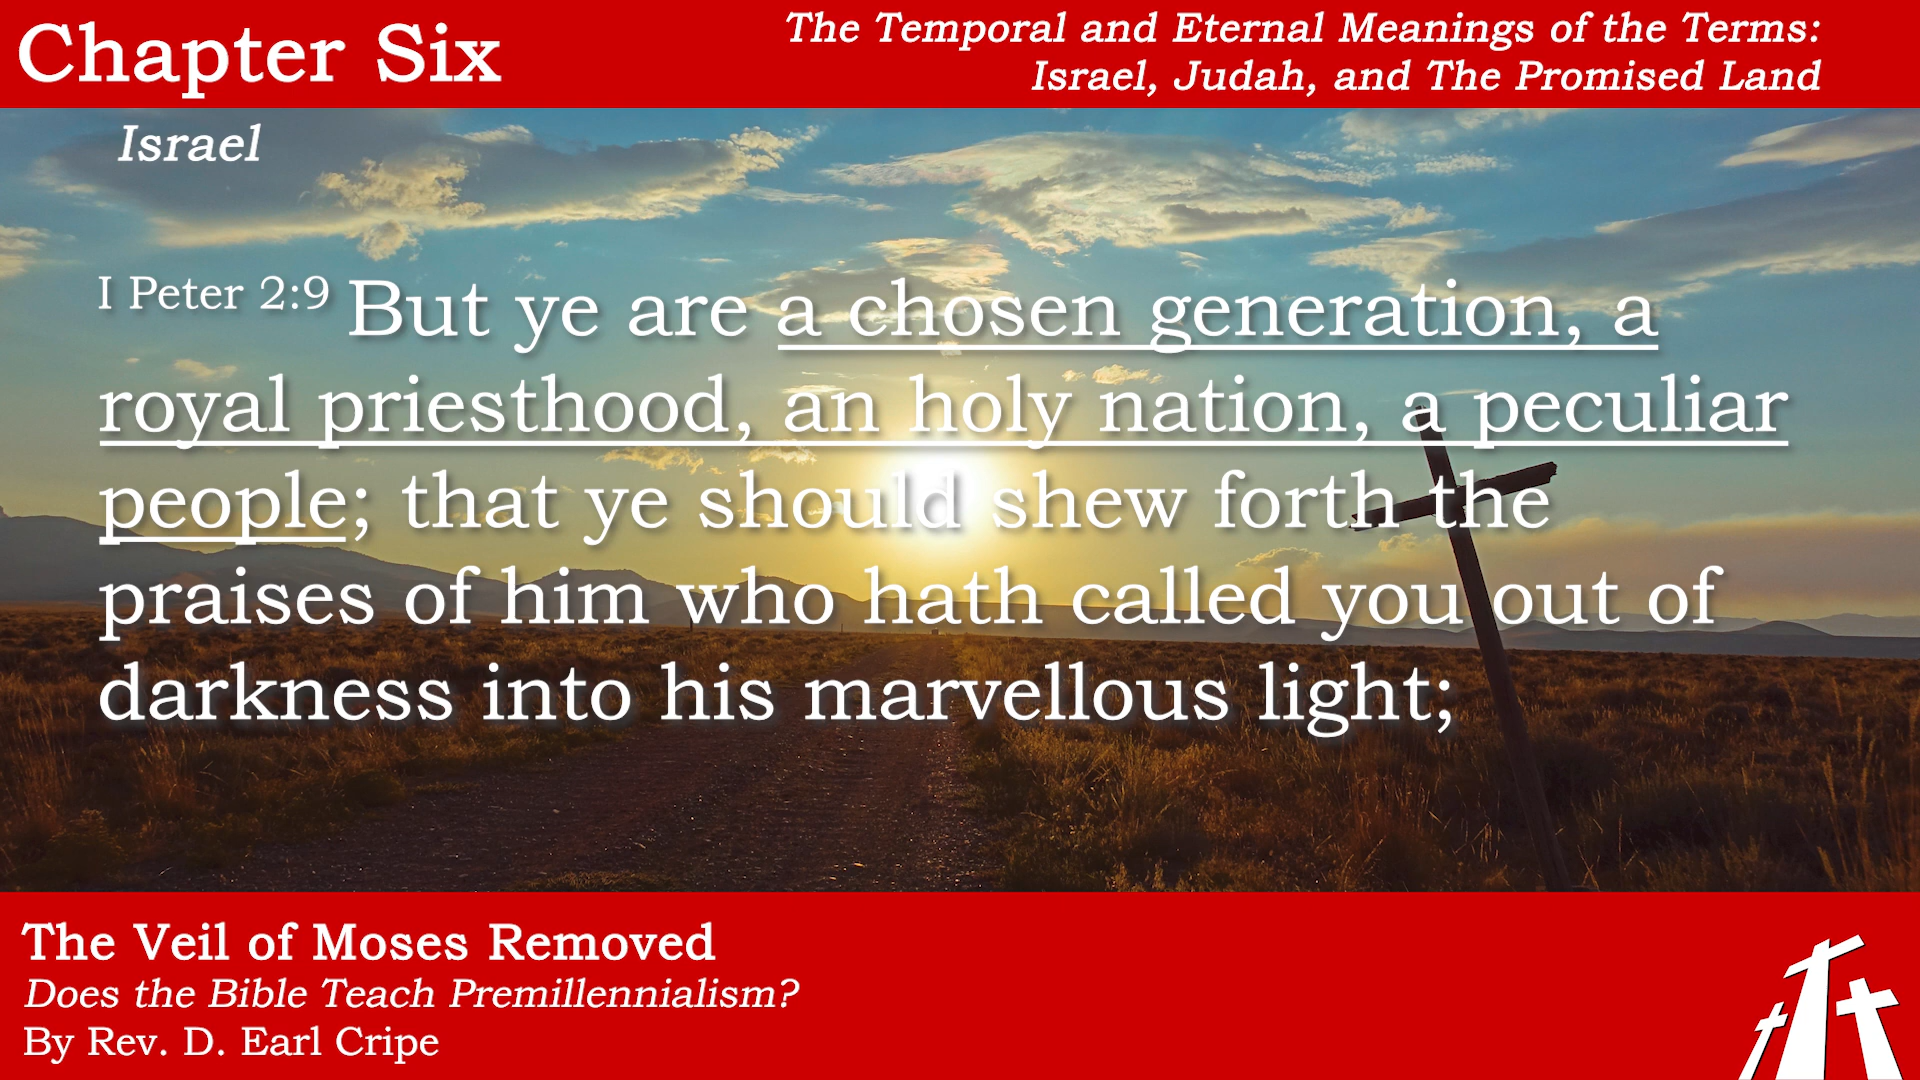 Chapter Six
The Temporal and Eternal Meanings of the Terms:
Israel, Judah, and The Promised Land
Israel
I Peter 2:9 But ye are a chosen generation, a
royal priesthood, an holy nation, a peculiar
people; that ye should shew forth the
praises of him who hath called you out of
darkness into his marvellous light;
The Veil of Moses Removed
Does the Bible Teach Premillennialism?
By Rev. D. Earl Cripe